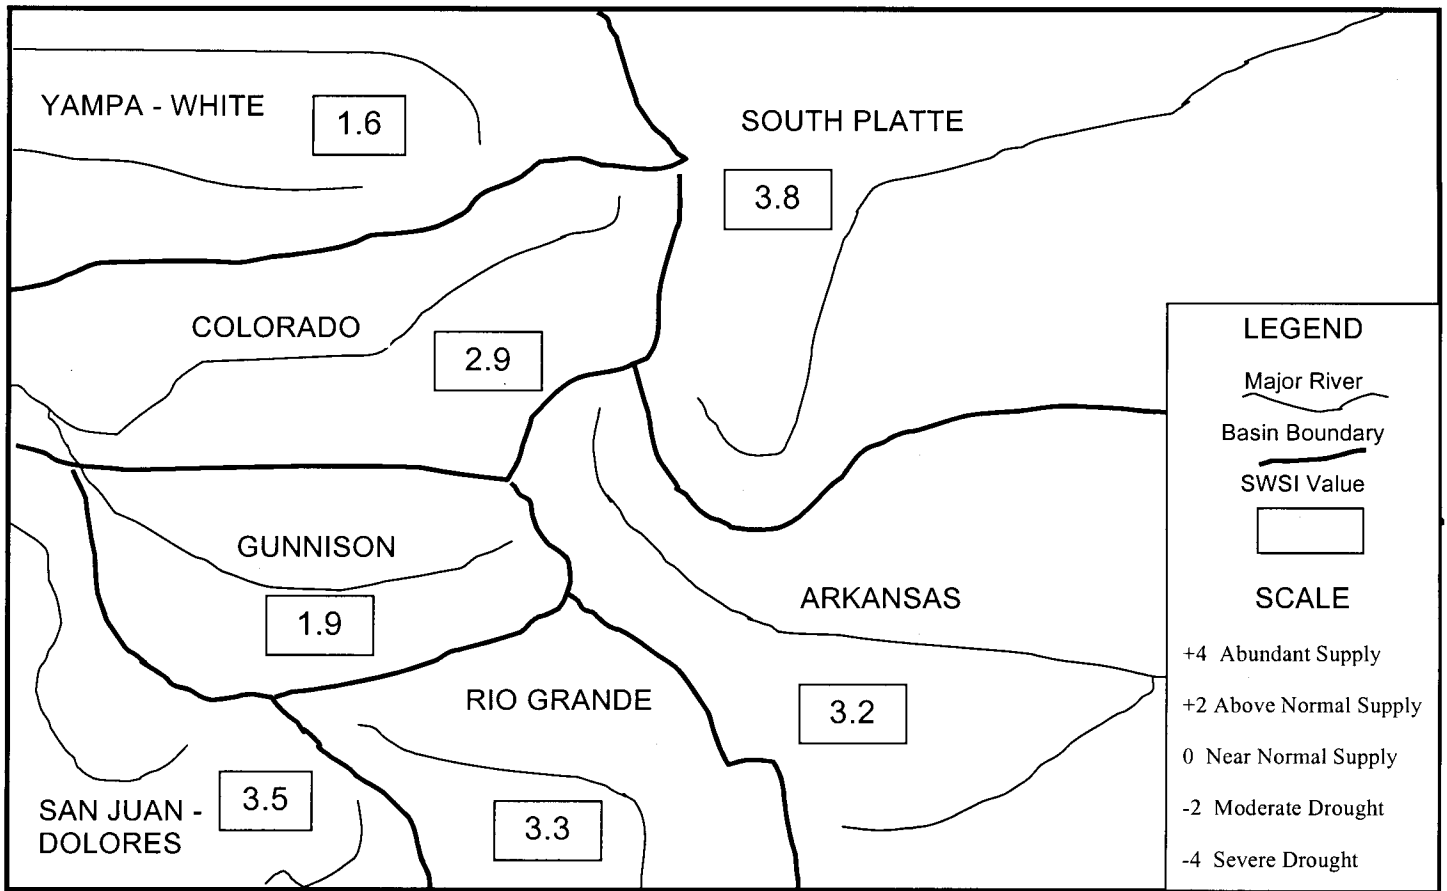 YAMPA - WHITE
1.6
SOUTH PLATTE
3.8
COLORADO
2.9
GUNNISON
1.9
ARKANSAS
3.2
RIO GRANDE
3.3
SAN JUAN -
DOLORES
3.5
LEGEND
Major River
Basin Boundary
SWSI Value
SCALE
+4 Abundant Supply
+2 Above Normal Supply
0 Near Normal Supply
-2 Moderate Drought
-4 Severe Drought